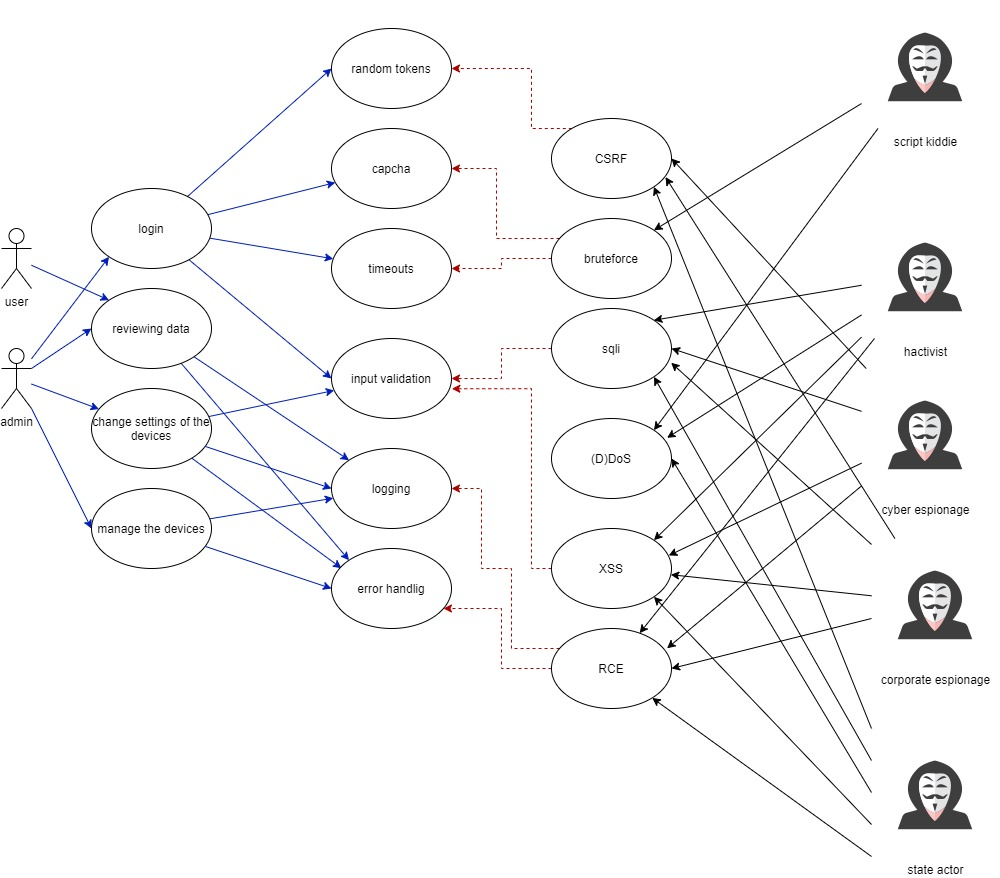 random tokens
capcha
timeouts
input validation
logging
error handlig
login
reviewing data
change settings of the
devices
manage the devices
user
admin
CSRF
bruteforce
sqli
(D)DoS
XSS
RCE
script kiddie
hactivist
cyber espionage
corporate espionage
state actor